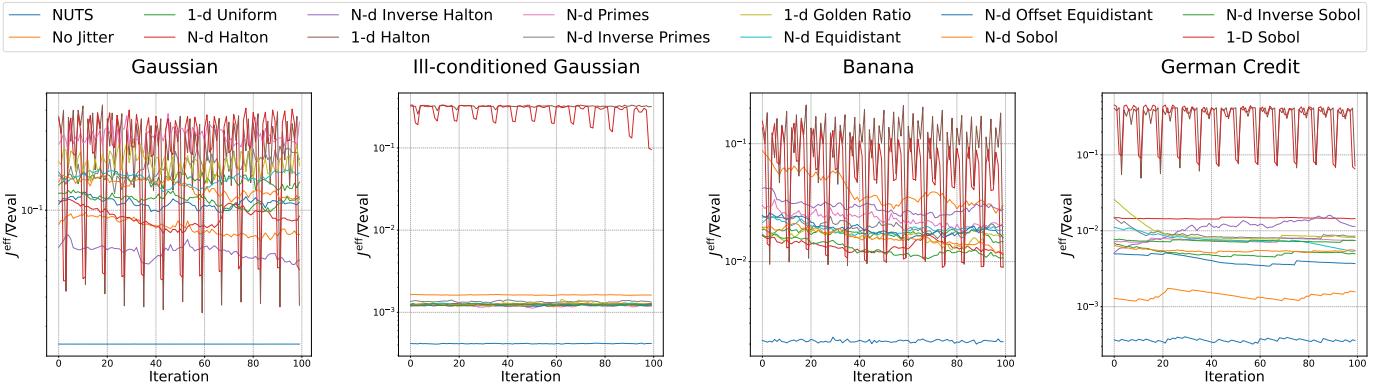 NUTS 1-d Uniform N-d Inverse Halton N-d Primes 1-d Golden Ratio N-d Offset Equidistant N-d Inverse Sobol
No Jitter N-d Halton 1-d Halton N-d Inverse Primes N-d Equidistant N-d Sobol 1-D Sobol
Gaussian Ill-conditioned Gaussian Banana German Credit
J^eff/∇eval
10⁻¹
0 20 40 60 80 100
Iteration
J^eff/∇eval
10⁻¹
10⁻²
10⁻³
0 20 40 60 80 100
Iteration
J^eff/∇eval
10⁻¹
10⁻²
0 20 40 60 80 100
Iteration
J^eff/∇eval
10⁻¹
10⁻²
10⁻³
0 20 40 60 80 100
Iteration